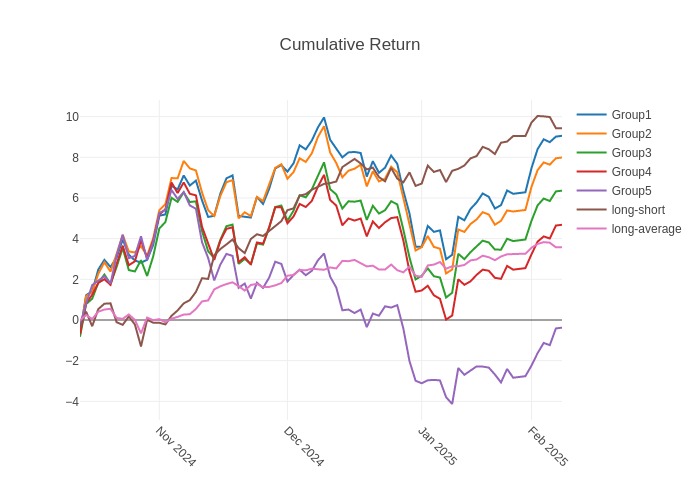 Cumulative Return
10
8
6
4
2
0
−2
−4
Nov 2024
Dec 2024
Jan 2025
Feb 2025
Group1
Group2
Group3
Group4
Group5
long-short
long-average